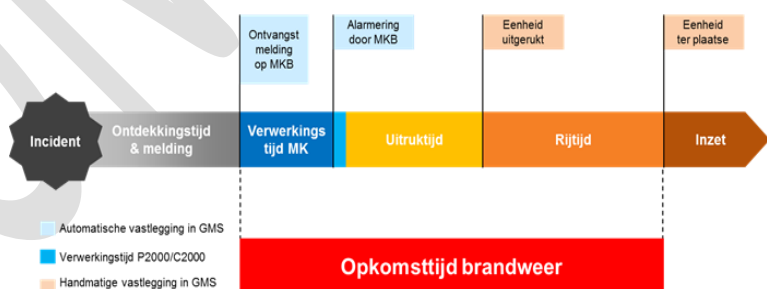 Ontvangst
melding
op MKB
Alarmering
door MKB
Eenheid
uitgerukt
Eenheid
ter plaatse
Incident
Ontdekkingstijd
& melding
Verwerkings
tijd MK
Uitruktijd
Rijtijd
Inzet
Automatische vastlegging in GMS
Verwerkingstijd P2000/C2000
Handmatige vastlegging in GMS
Opkomsttijd brandweer